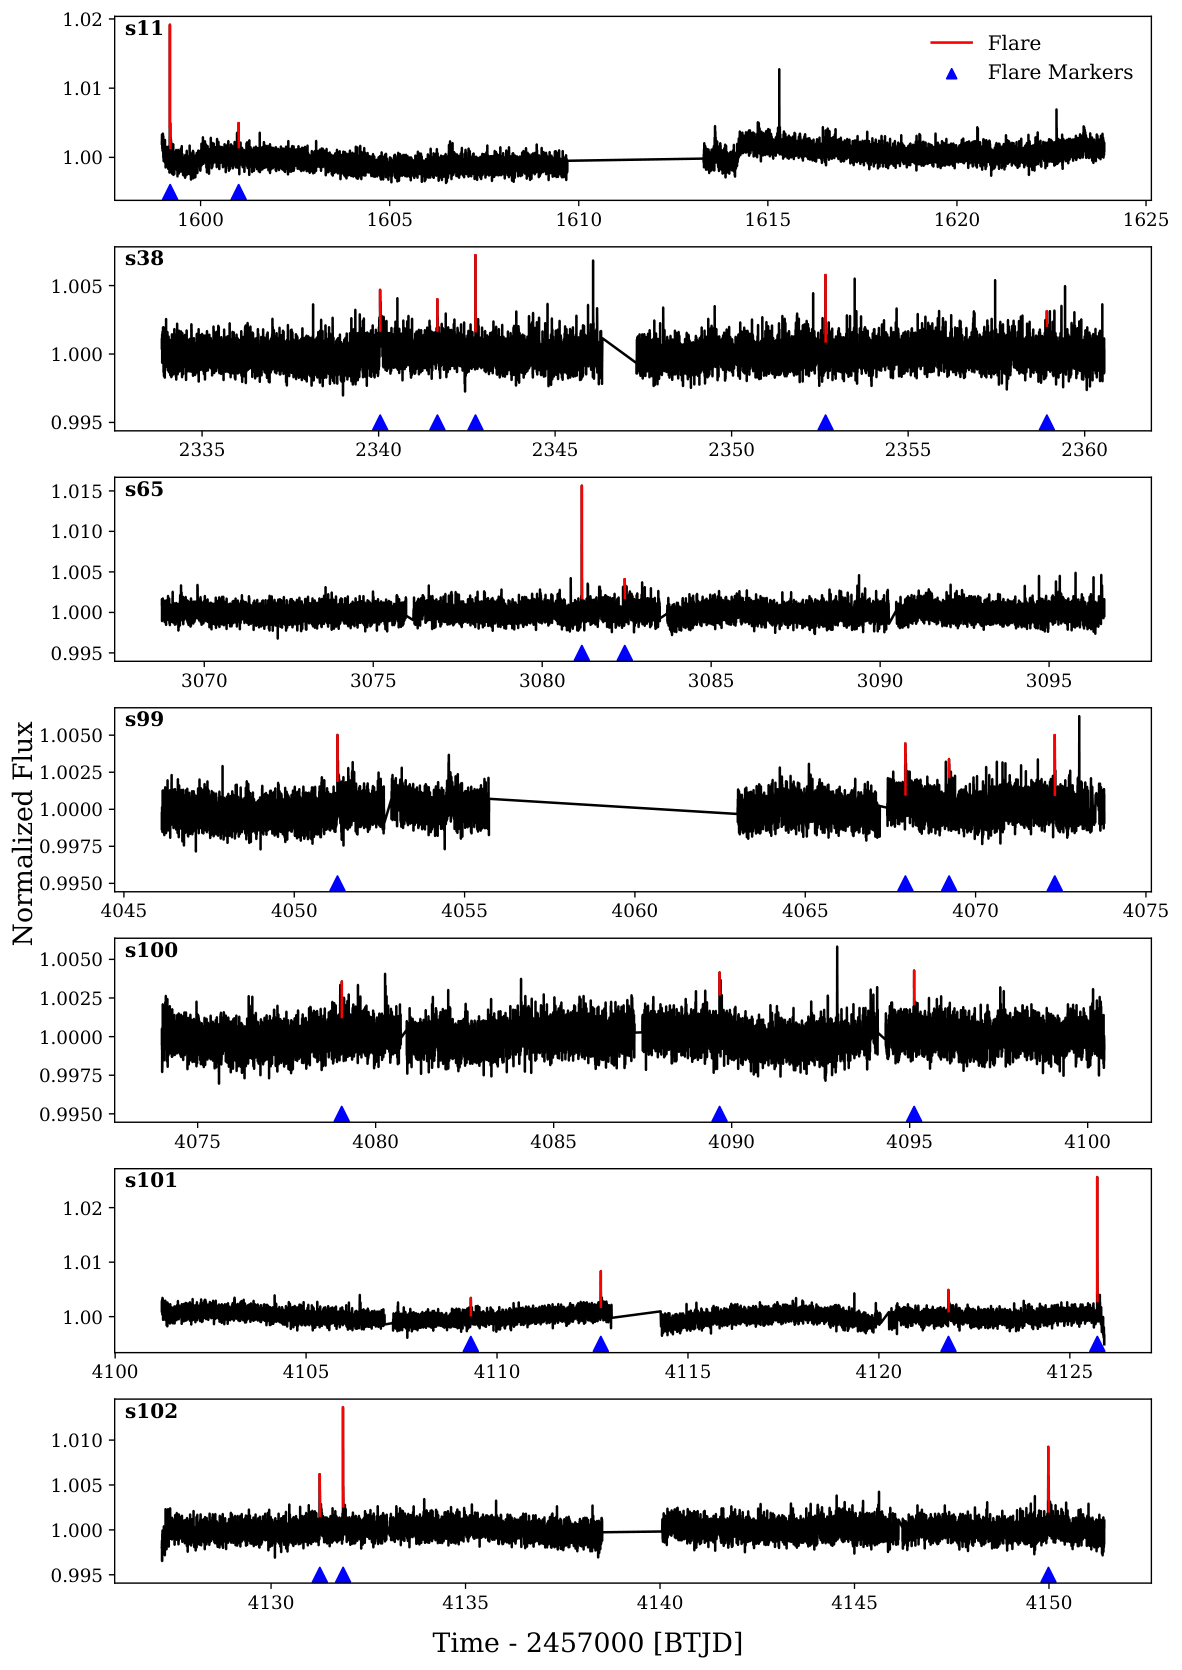 s11
Flare
Flare Markers
1.02
1.01
1.00
1600 1605 1610 1615 1620 1625
s38
1.005
1.000
0.995
2335 2340 2345 2350 2355 2360
s65
1.015
1.010
1.005
1.000
0.995
3070 3075 3080 3085 3090 3095
Normalized Flux
s99
1.0050
1.0025
1.0000
0.9975
0.9950
4045 4050 4055 4060 4065 4070 4075
s100
1.0050
1.0025
1.0000
0.9975
0.9950
4075 4080 4085 4090 4095 4100
s101
1.02
1.01
1.00
4100 4105 4110 4115 4120 4125
s102
1.010
1.005
1.000
0.995
4130 4135 4140 4145 4150
Time - 2457000 [BTJD]